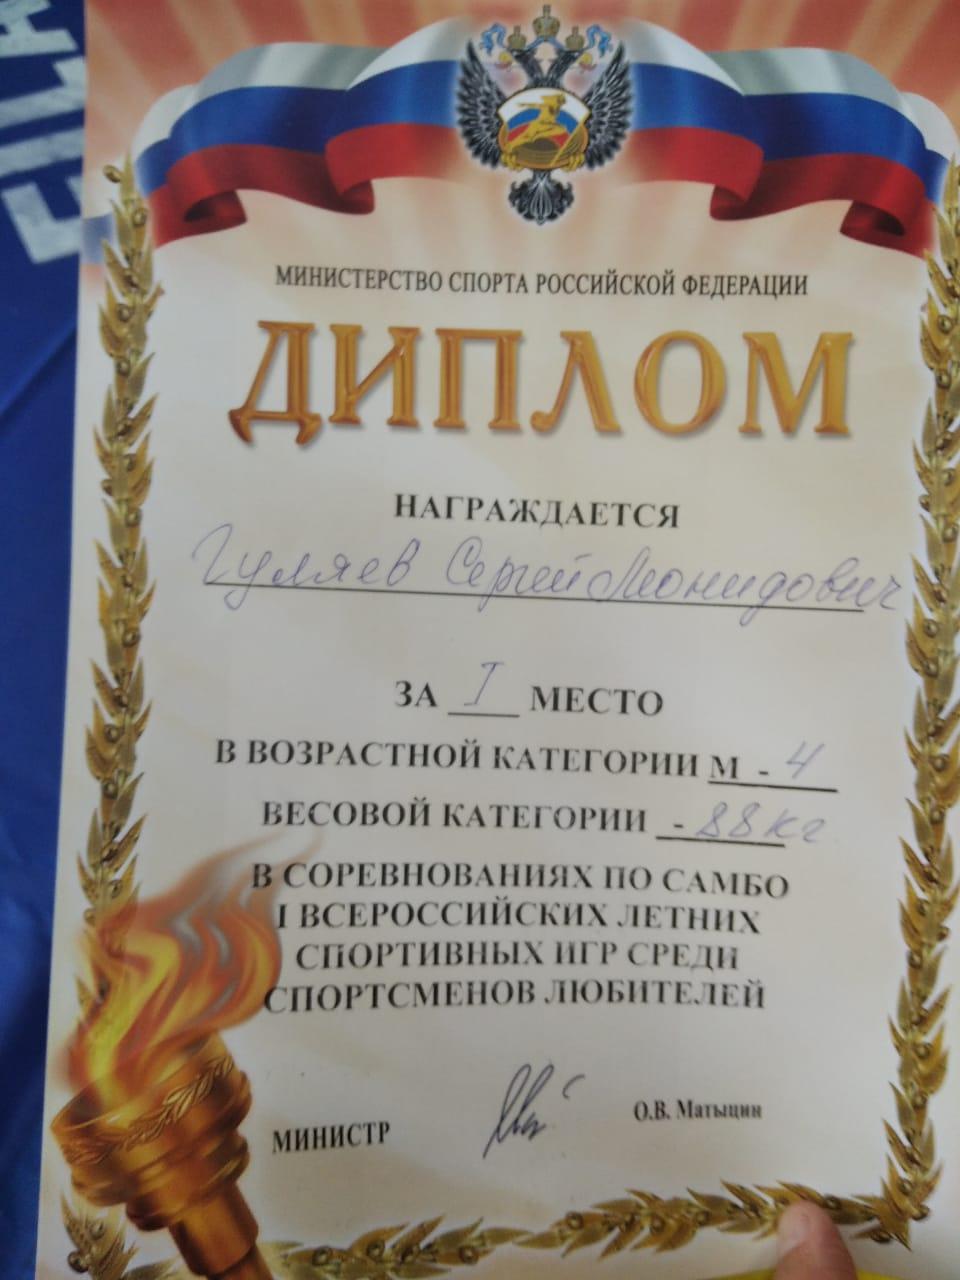 FILA
МИНИСТЕРСТВО СПОРТА РОССИЙСКОЙ ФЕДЕРАЦИИ
ДИПЛОМ
НАГРАЖДАЕТСЯ
Гуляев Сергей Леонидович
ЗА I МЕСТО
В ВОЗРАСТНОЙ КАТЕГОРИИ М - 4
ВЕСОВОЙ КАТЕГОРИИ - 88 кг
В СОРЕВНОВАНИЯХ ПО САМБО
I ВСЕРОССИЙСКИХ ЛЕТНИХ
СПОРТИВНЫХ ИГР СРЕДИ
СПОРТСМЕНОВ ЛЮБИТЕЛЕЙ
МИНИСТР О.В. Матыцин